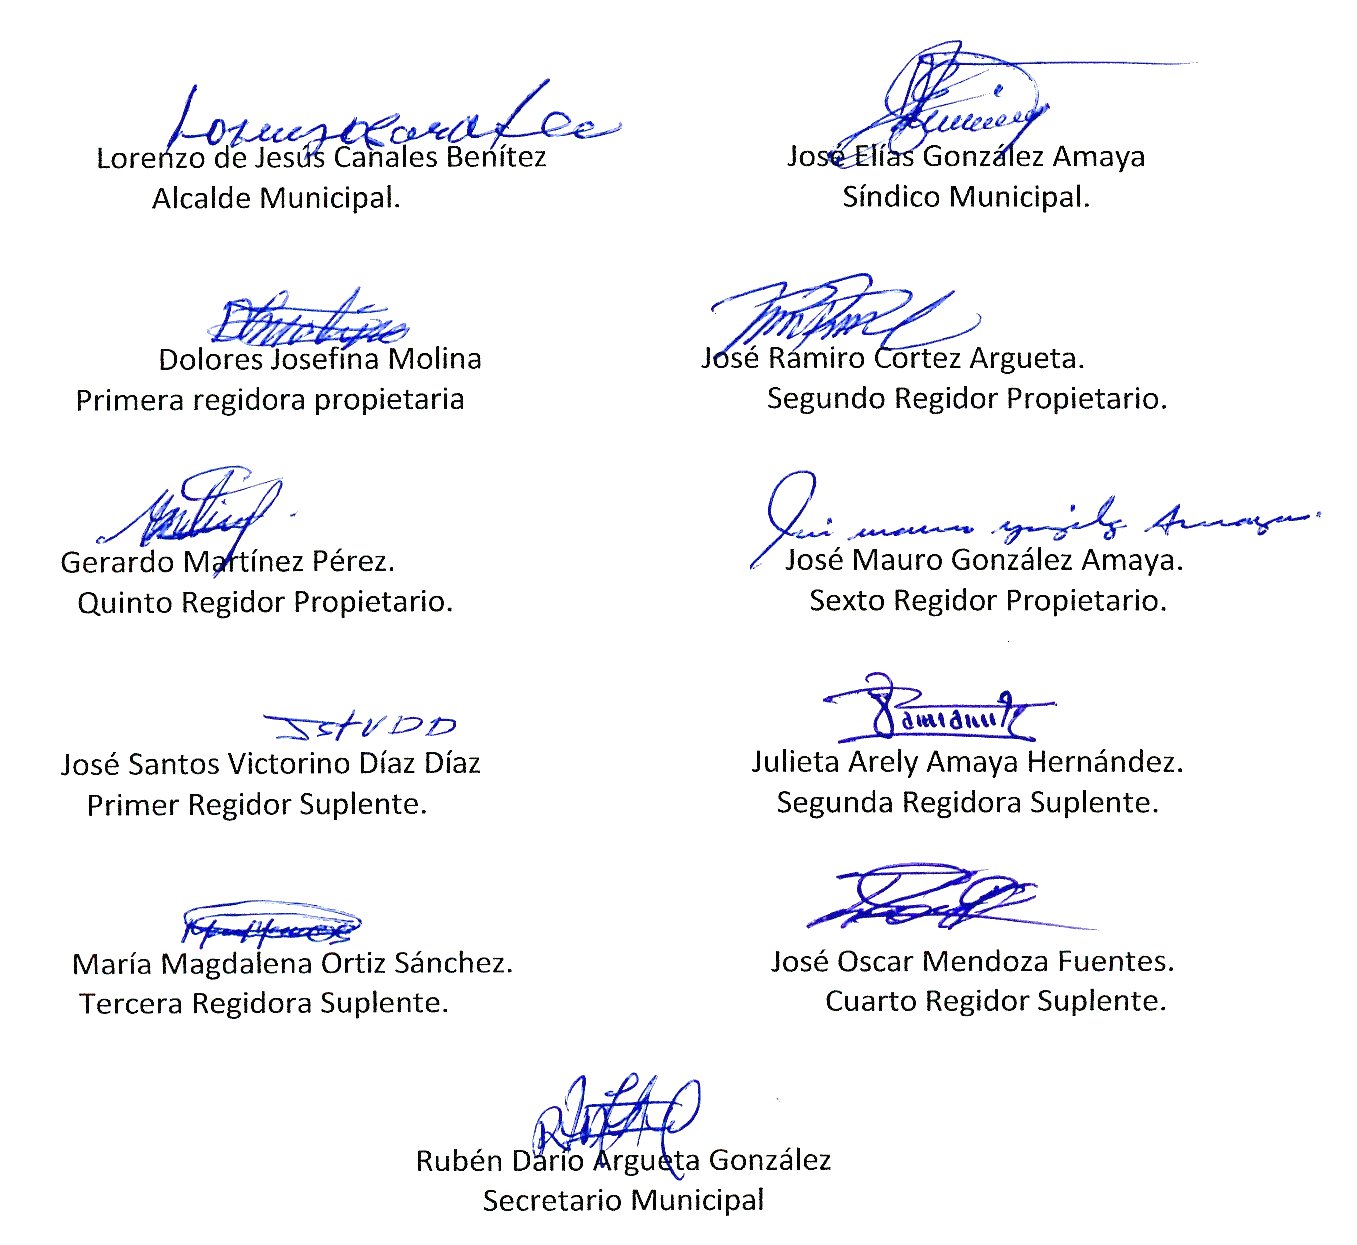 Lorenzo de Jesús Canales Benítez
Alcalde Municipal.
José Elías González Amaya
Síndico Municipal.
Dolores Josefina Molina
Primera regidora propietaria
José Ramiro Cortez Argueta.
Segundo Regidor Propietario.
Gerardo Martínez Pérez.
Quinto Regidor Propietario.
José Mauro González Amaya.
Sexto Regidor Propietario.
José Santos Victorino Díaz Díaz
Primer Regidor Suplente.
Julieta Arely Amaya Hernández.
Segunda Regidora Suplente.
María Magdalena Ortiz Sánchez.
Tercera Regidora Suplente.
José Oscar Mendoza Fuentes.
Cuarto Regidor Suplente.
Rubén Darío Argueta González
Secretario Municipal